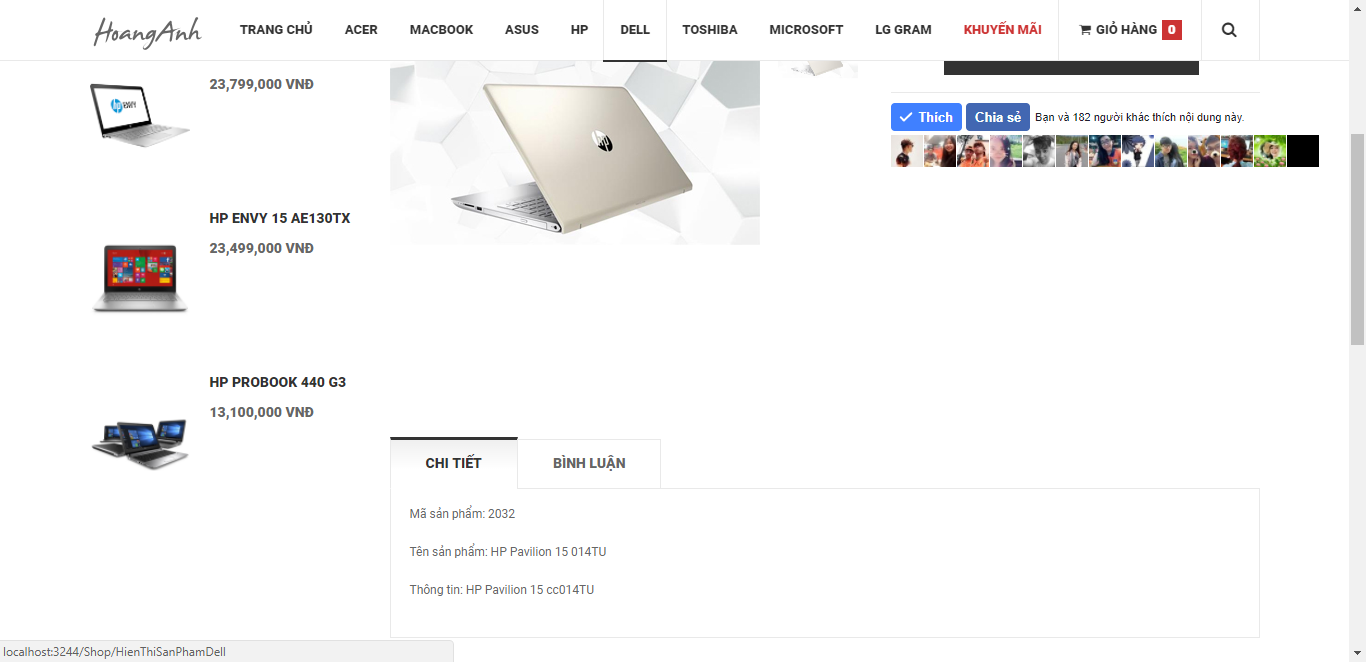 HoangAnh TRANG CHỦ ACER MACBOOK ASUS HP DELL TOSHIBA MICROSOFT LG GRAM KHUYẾN MÃI GIỎ HÀNG 0
23,799,000 VNĐ
hp ENVY
HP ENVY 15 AE130TX
23,499,000 VNĐ
HP PROBOOK 440 G3
13,100,000 VNĐ
hp
Thích Chia sẻ Bạn và 182 người khác thích nội dung này.
CHI TIẾT BÌNH LUẬN
Mã sản phẩm: 2032
Tên sản phẩm: HP Pavilion 15 014TU
Thông tin: HP Pavilion 15 cc014TU
localhost:3244/Shop/HienThiSanPhamDell